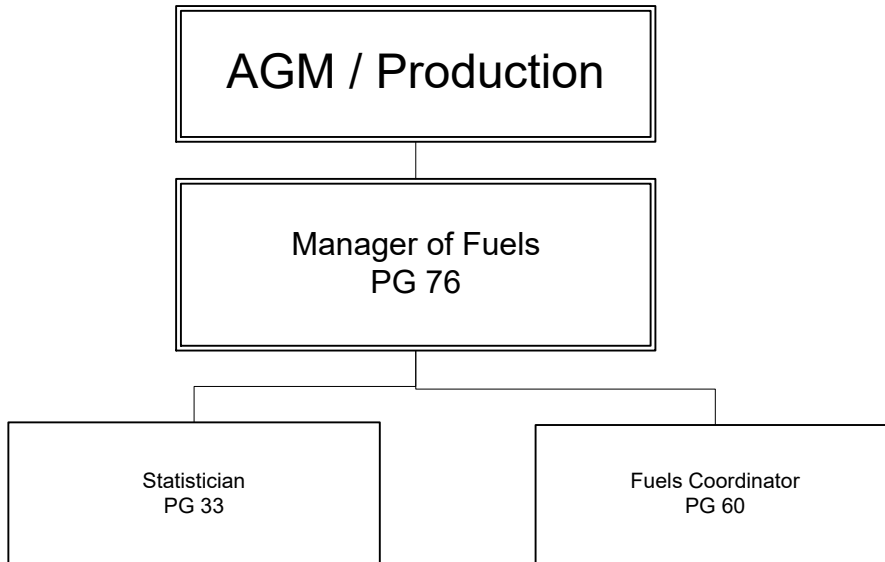 AGM / Production
Manager of Fuels
PG 76
Statistician
PG 33
Fuels Coordinator
PG 60